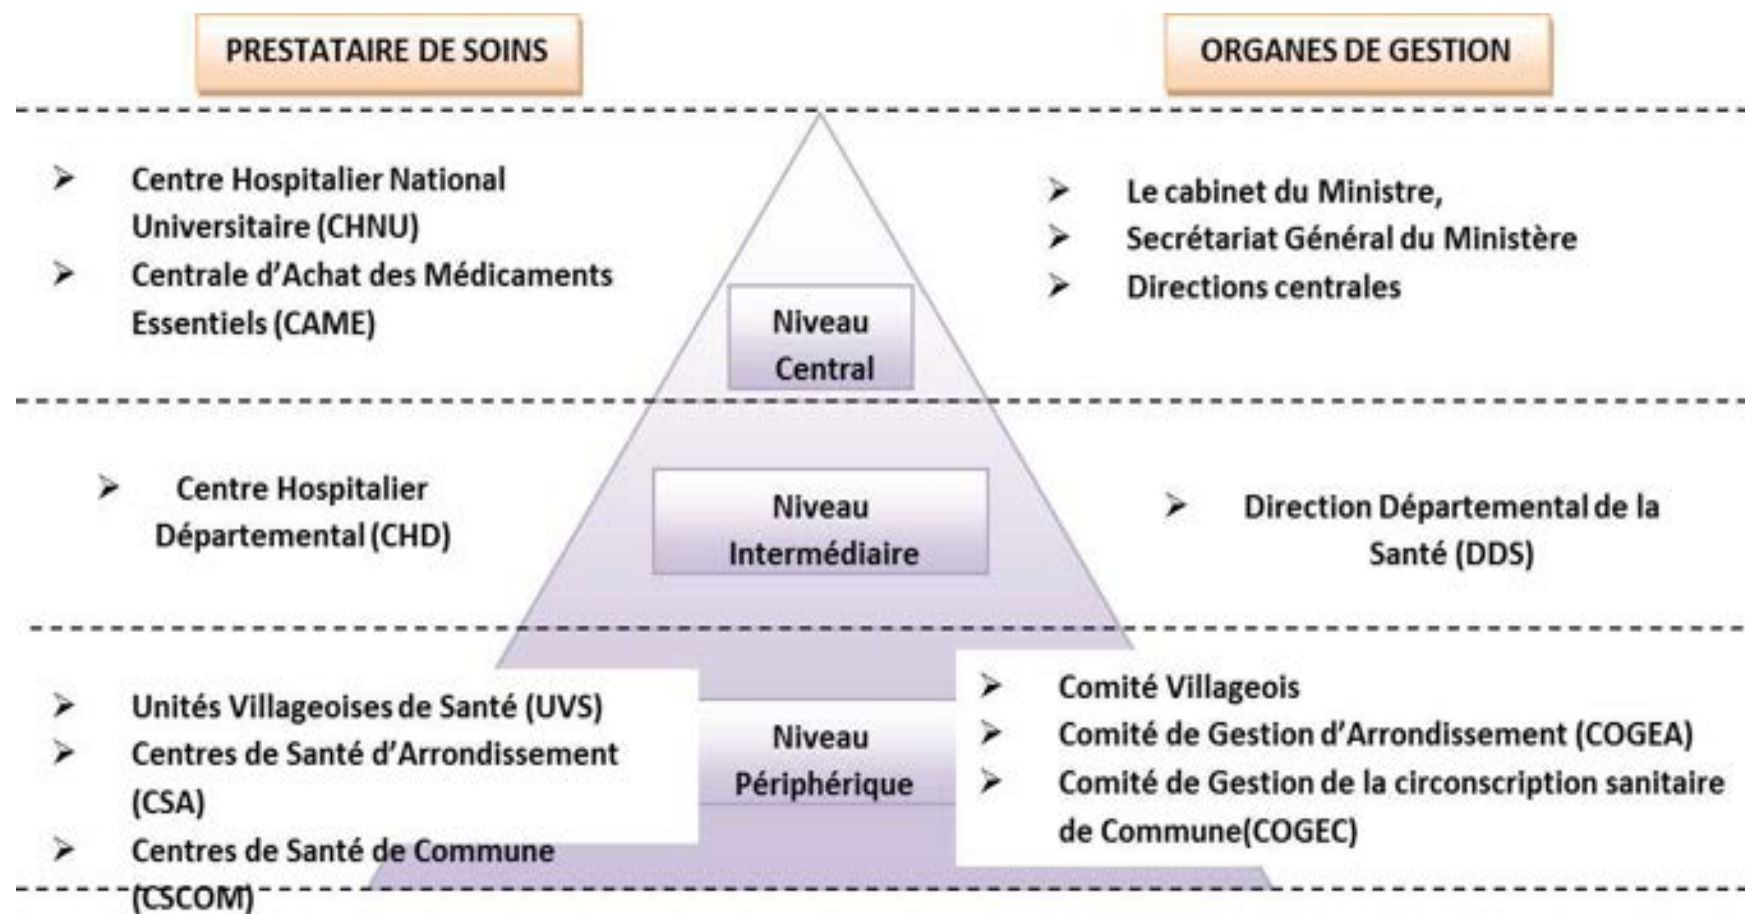 PRESTATAIRE DE SOINS
ORGANES DE GESTION
➢ Centre Hospitalier National
Universitaire (CHNU)
➢ Centrale d’Achat des Médicaments
Essentiels (CAME)
Niveau
Central
➢ Le cabinet du Ministre,
➢ Secrétariat Général du Ministère
➢ Directions centrales
➢ Centre Hospitalier
Départemental (CHD)
Niveau
Intermédiaire
➢ Direction Départemental de la
Santé (DDS)
➢ Unités Villageoises de Santé (UVS)
➢ Centres de Santé d’Arrondissement
(CSA)
➢ Centres de Santé de Commune
(CSCOM)
Niveau
Périphérique
➢ Comité Villageois
➢ Comité de Gestion d’Arrondissement (COGEA)
➢ Comité de Gestion de la circonscription sanitaire
de Commune(COGEC)